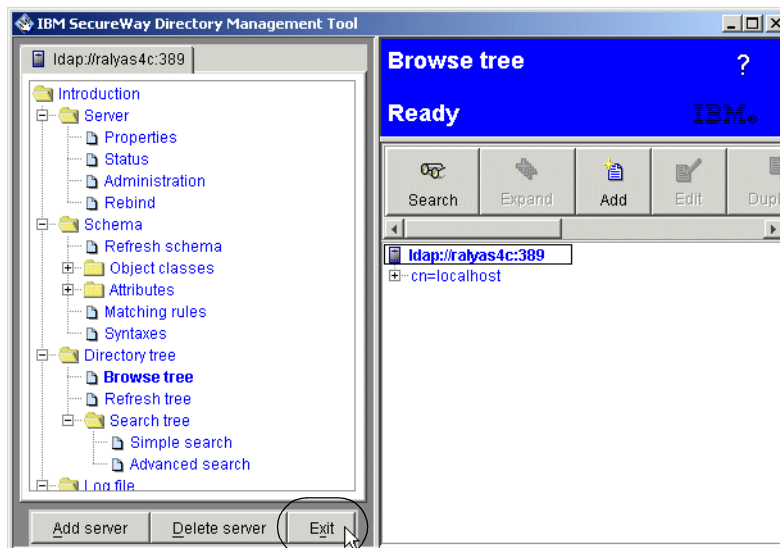 IBM SecureWay Directory Management Tool
ldap://ralyas4c:389
Introduction
Server
Properties
Status
Administration
Rebind
Schema
Refresh schema
Object classes
Attributes
Matching rules
Syntaxes
Directory tree
Browse tree
Refresh tree
Search tree
Simple search
Advanced search
Log file
Add server Delete server Exit
Browse tree ?
Ready IBM
Search Expand Add Edit Dupl
ldap://ralyas4c:389
cn=localhost